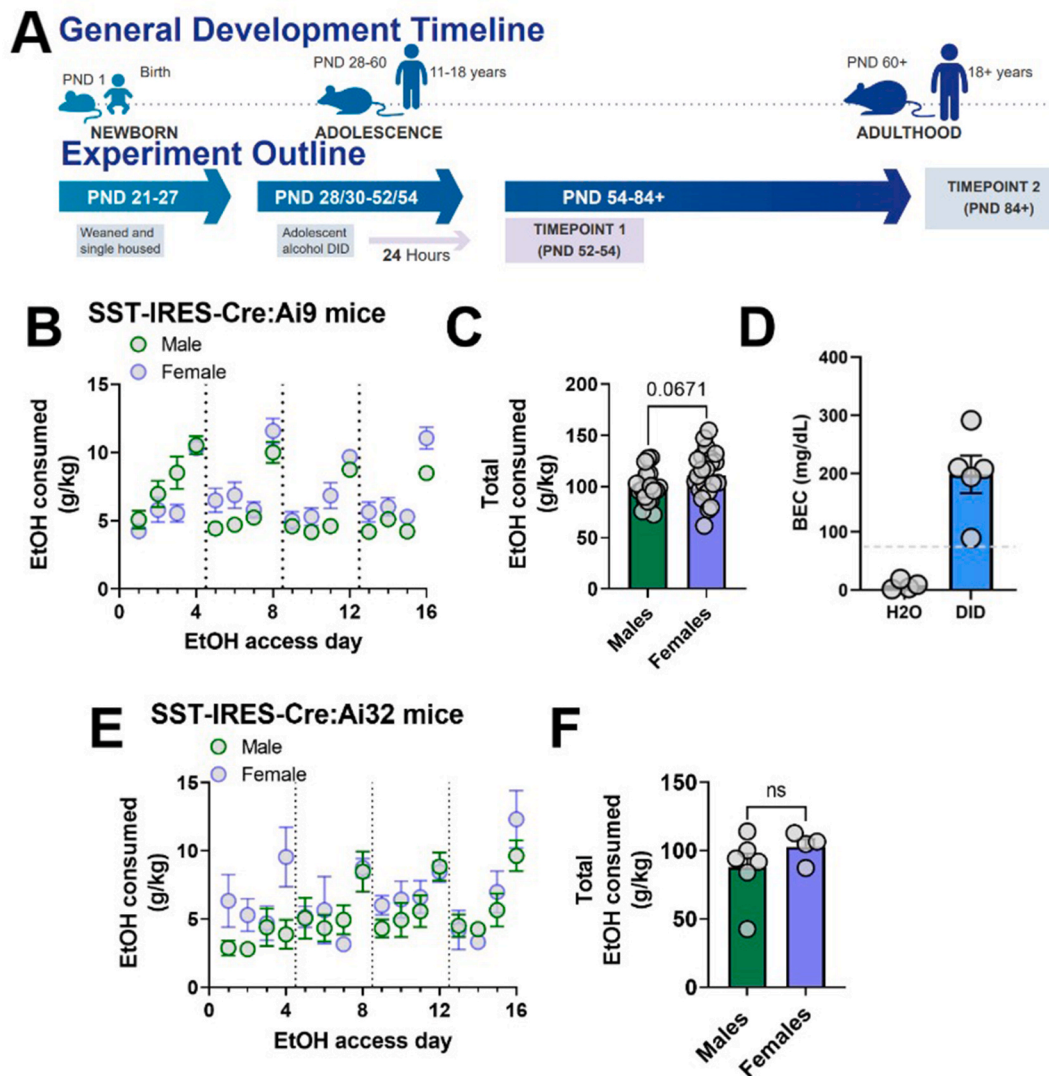 A
General Development Timeline
PND 1
Birth
PND 28-60
11-18 years
PND 60+
18+ years
NEWBORN
ADOLESCENCE
ADULTHOOD
Experiment Outline
PND 21-27
PND 28/30-52/54
PND 54-84+
TIMEPOINT 2
(PND 84+)
Weaned and
single housed
Adolescent
alcohol DID
24 Hours
TIMEPOINT 1
(PND 52-54)
B
SST-IRES-Cre:Ai9 mice
Male
Female
EtOH consumed
(g/kg)
15
10
5
0
0 4 8 12 16
EtOH access day
C
0.0671
Total
EtOH consumed
(g/kg)
200
150
100
50
0
Males
Females
D
BEC (mg/dL)
400
300
200
100
0
H2O
DID
E
SST-IRES-Cre:Ai32 mice
Male
Female
EtOH consumed
(g/kg)
15
10
5
0
0 4 8 12 16
EtOH access day
F
ns
Total
EtOH consumed
(g/kg)
150
100
50
0
Males
Females